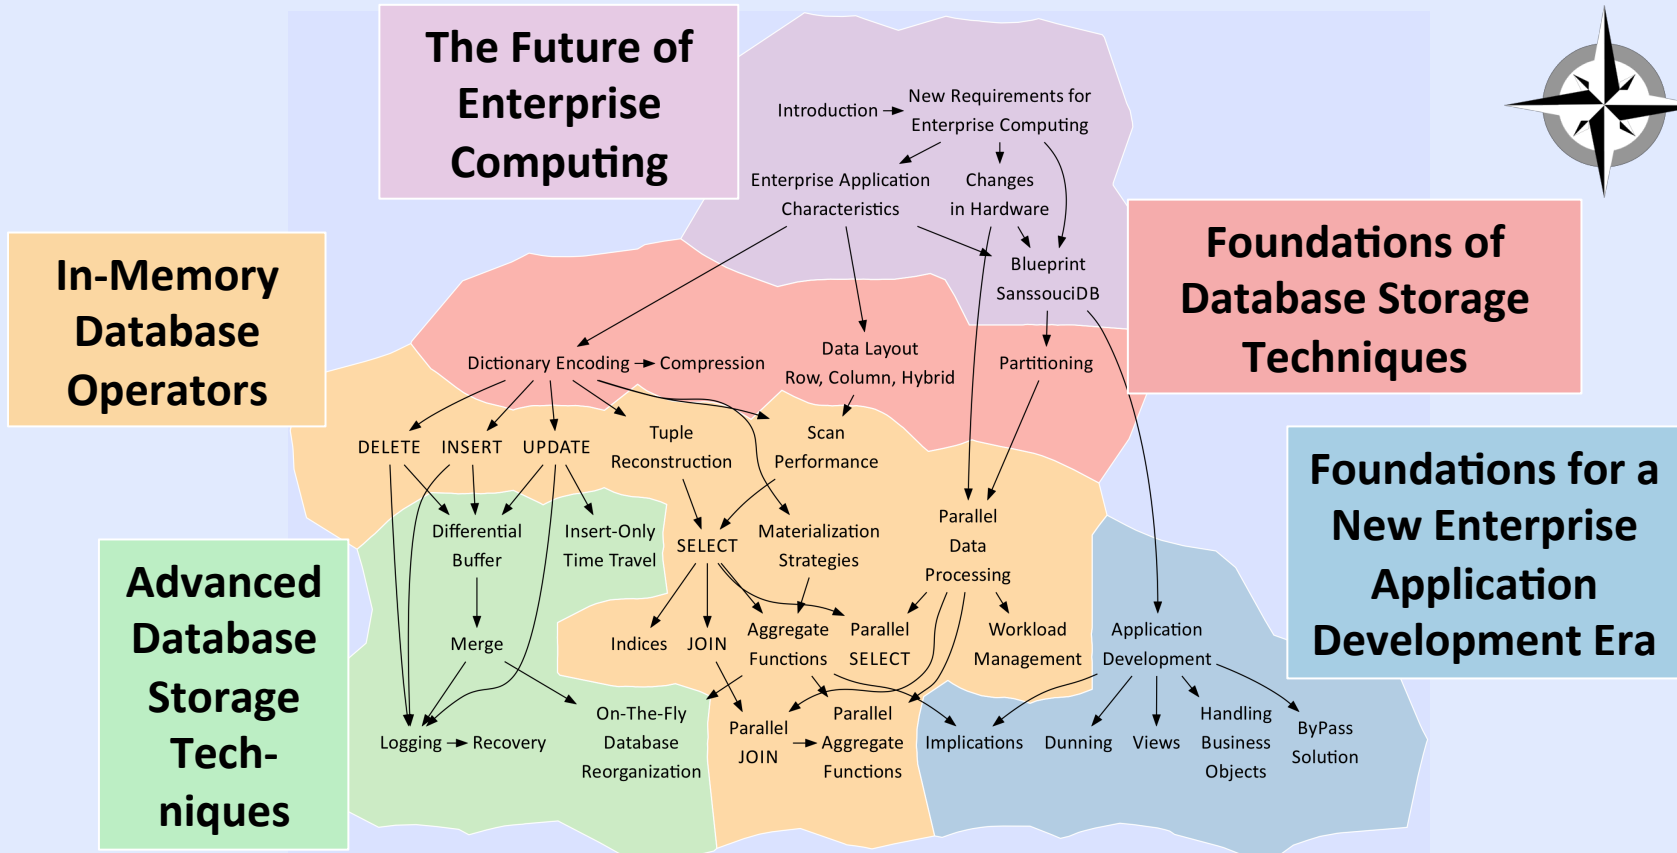 The Future of
Enterprise
Computing
Introduction
New Requirements for
Enterprise Computing
Enterprise Application
Characteristics
Changes
in Hardware
Blueprint
SanssouciDB
In-Memory
Database
Operators
Foundations of
Database Storage
Techniques
Dictionary Encoding
Compression
Data Layout
Row, Column, Hybrid
Partitioning
DELETE
INSERT
UPDATE
Tuple
Reconstruction
Scan
Performance
Foundations for a
New Enterprise
Application
Development Era
Differential
Buffer
Insert-Only
Time Travel
SELECT
Materialization
Strategies
Parallel
Data
Processing
Advanced
Database
Storage
Tech-
niques
Merge
Indices
JOIN
Aggregate
Functions
Parallel
SELECT
Workload
Management
Application
Development
Logging
Recovery
On-The-Fly
Database
Reorganization
Parallel
JOIN
Parallel
Aggregate
Functions
Implications
Dunning
Views
Handling
Business
Objects
ByPass
Solution